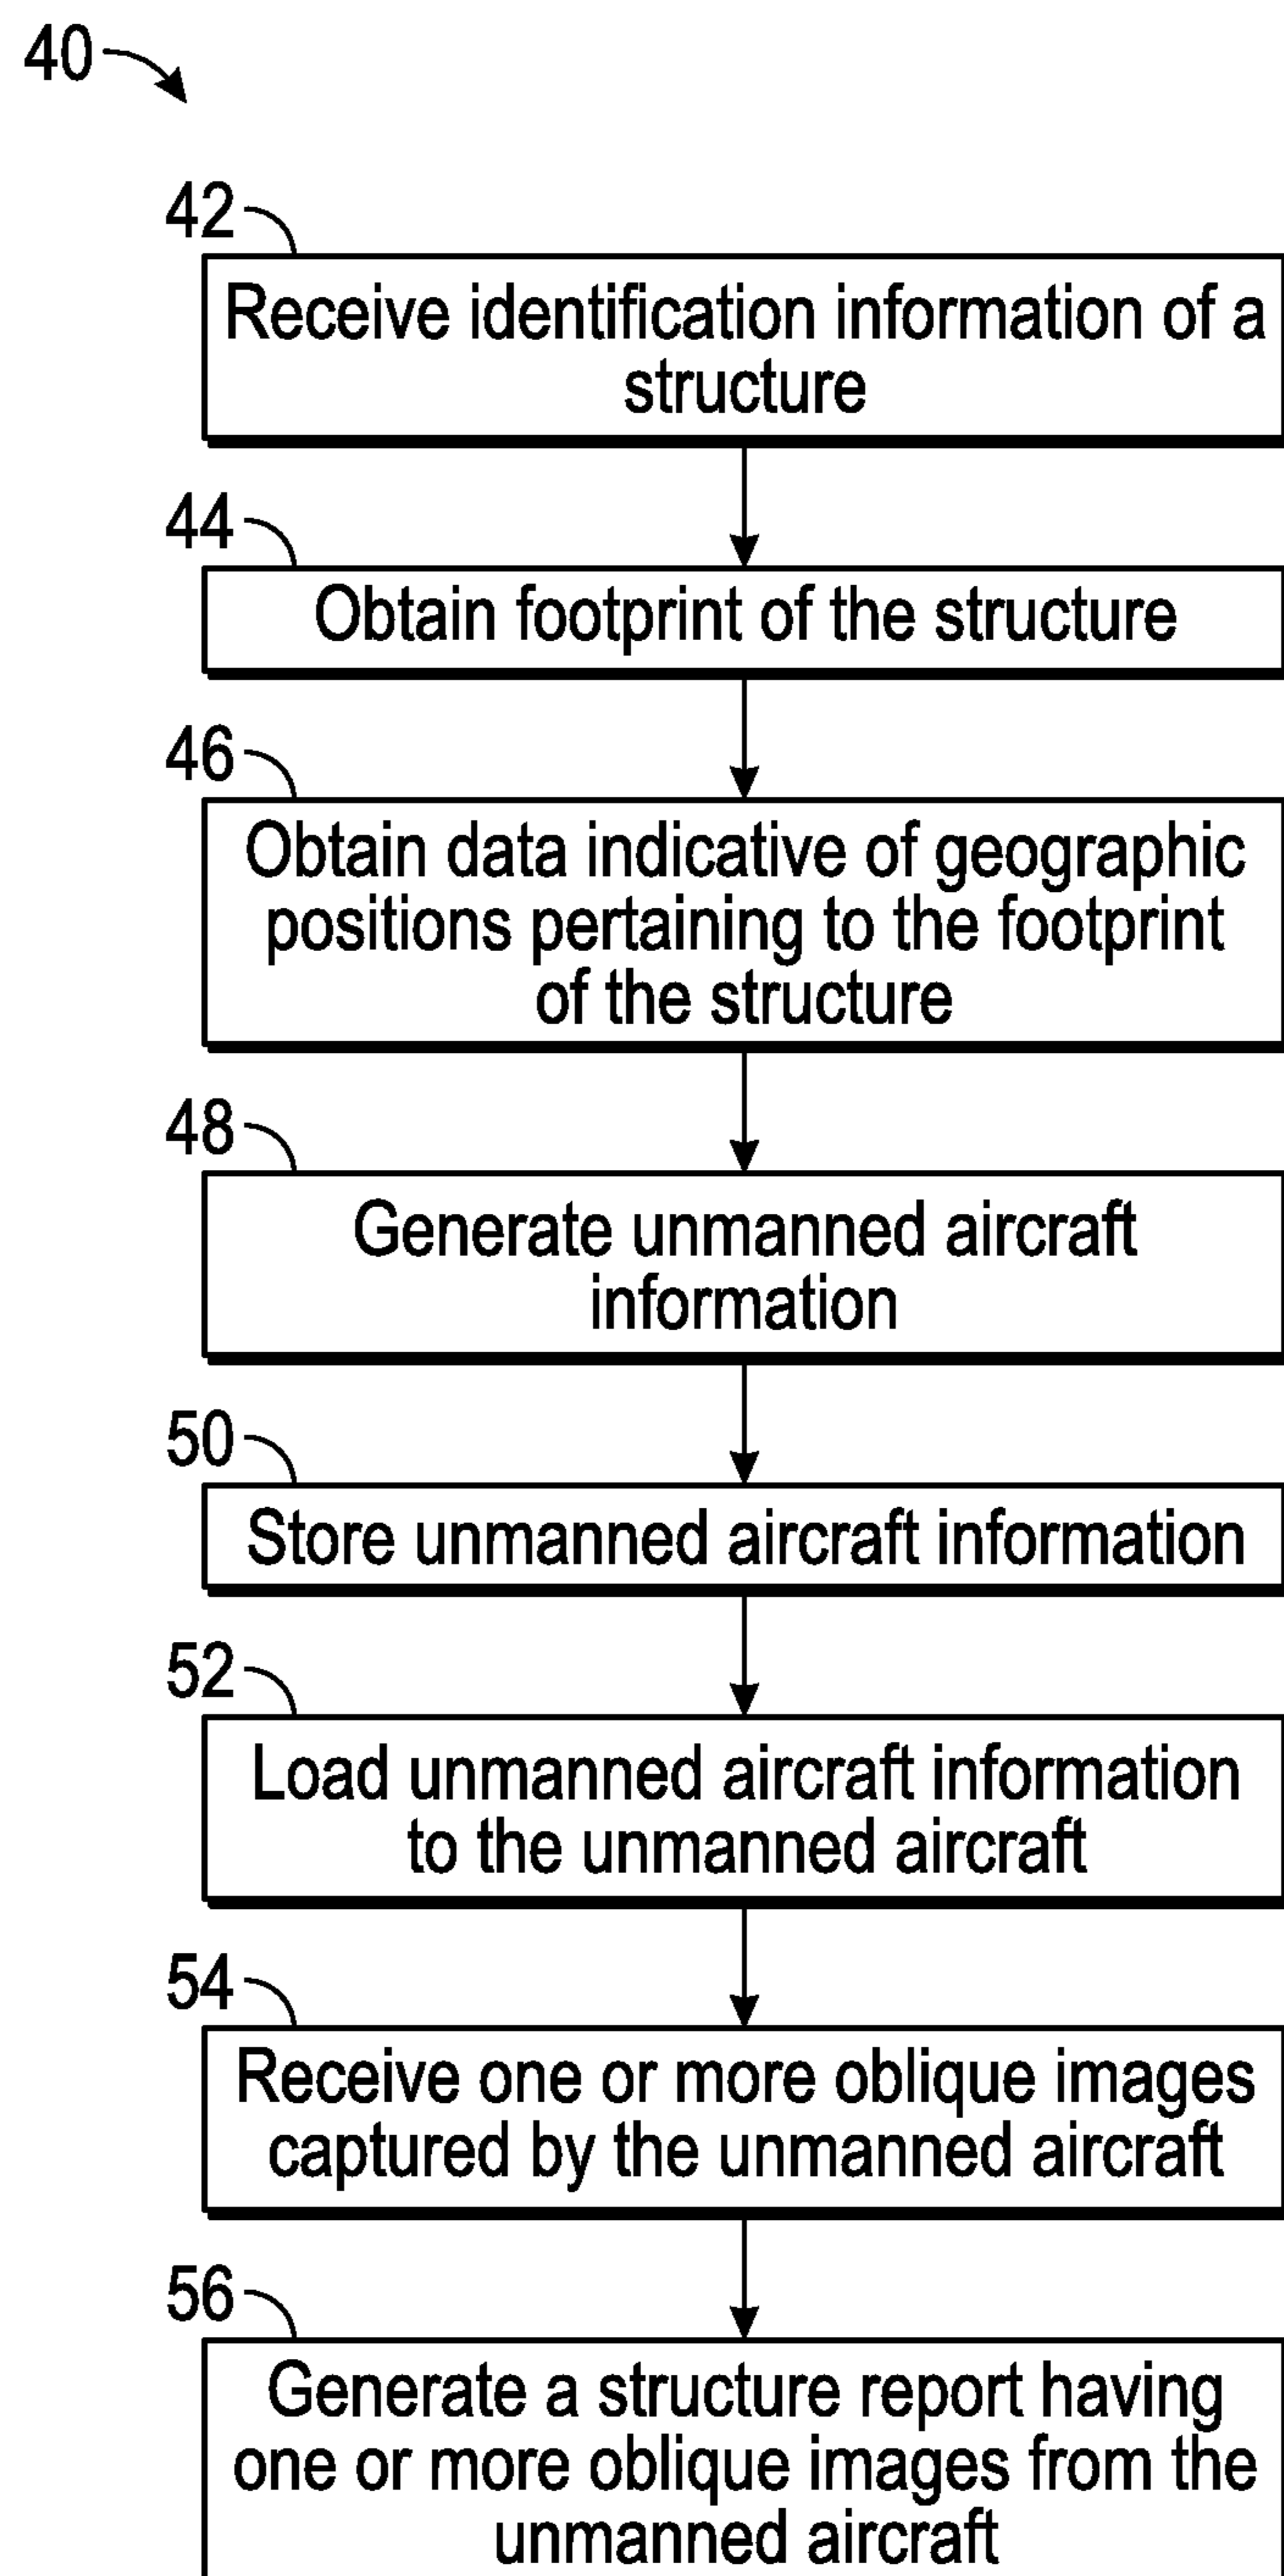 40
42
Receive identification information of a
structure
44
Obtain footprint of the structure
46
Obtain data indicative of geographic
positions pertaining to the footprint
of the structure
48
Generate unmanned aircraft
information
50
Store unmanned aircraft information
52
Load unmanned aircraft information
to the unmanned aircraft
54
Receive one or more oblique images
captured by the unmanned aircraft
56
Generate a structure report having
one or more oblique images from the
unmanned aircraft